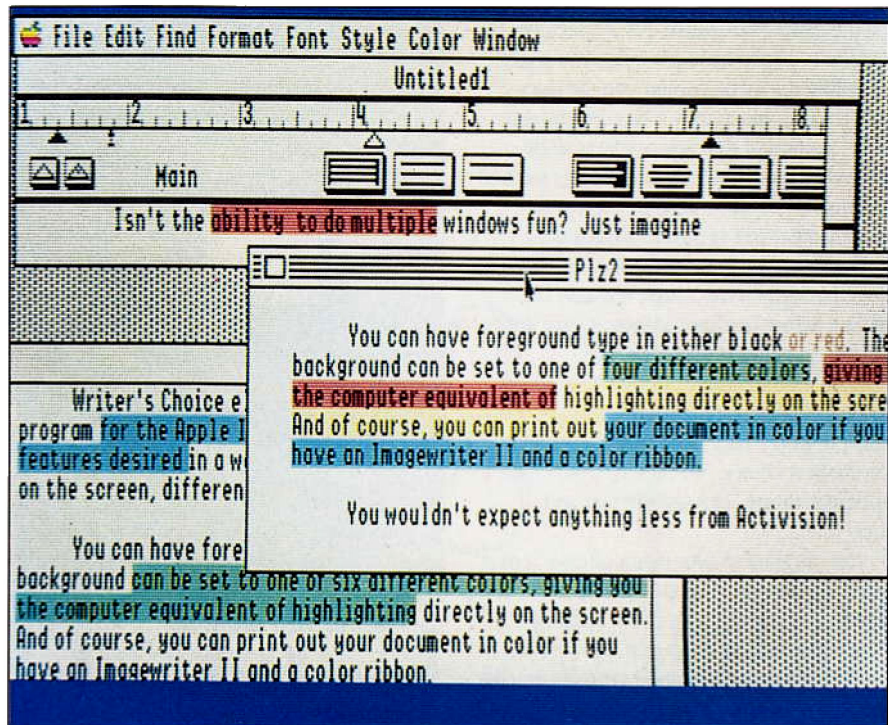 File Edit Find Format Font Style Color Window
Untitled1
1 2 3 4 5 6 7 8
Main
Isn't the ability to do multiple windows fun? Just imagine
Plz2
You can have foreground type in either black or red. The
background can be set to one of four different colors, giving
the computer equivalent of highlighting directly on the scre
And of course, you can print out your document in color if you
have an Imagewriter II and a color ribbon.
You wouldn't expect anything less from Activision!
Writer's Choice e
program for the Apple I
features desired in a w
on the screen, differen
You can have fore
background can be set to one of six different colors, giving you
the computer equivalent of highlighting directly on the screen.
And of course, you can print out your document in color if you
have an Imagewriter II and a color ribbon.